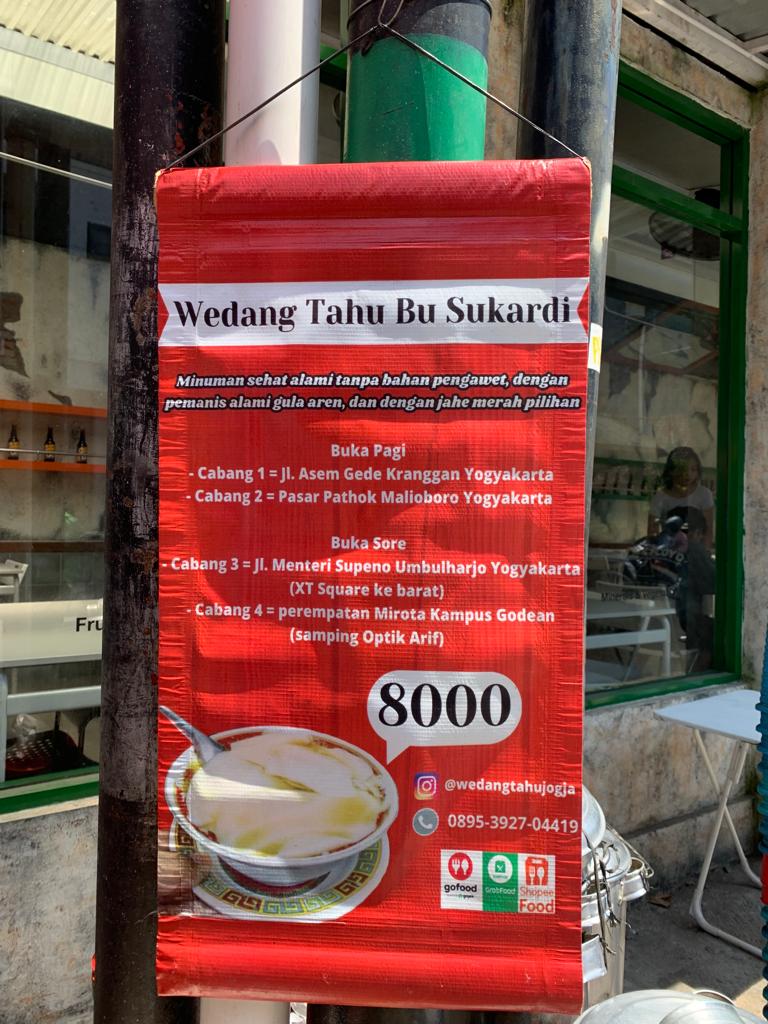 Wedang Tahu Bu Sukardi
Minuman sehat alami tanpa bahan pengawet, dengan
pemanis alami gula aren, dan dengan jahe merah pilihan
Buka Pagi
- Cabang 1 = Jl. Asem Gede Kranggan Yogyakarta
- Cabang 2 = Pasar Pathok Malioboro Yogyakarta
Buka Sore
- Cabang 3 = Jl. Menteri Supeno Umbulharjo Yogyakarta
(XT Square ke barat)
- Cabang 4 = perempatan Mirota Kampus Godean
(samping Optik Arif)
8000
@wedangtahujogja
0895-3927-04419
gofood
GrabFood
Shopee
Food
Fru